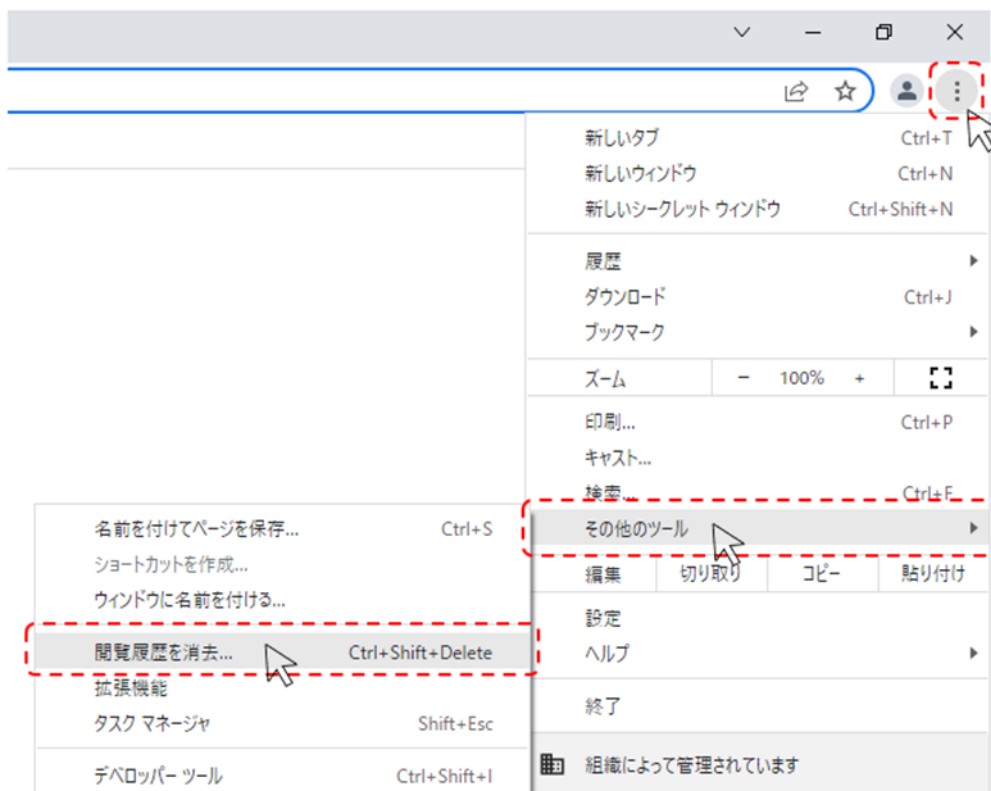 新しいタブ Ctrl+T
新しいウィンドウ Ctrl+N
新しいシークレット ウィンドウ Ctrl+Shift+N
履歴
ダウンロード Ctrl+J
ブックマーク
ズーム − 100% +
印刷... Ctrl+P
キャスト...
検索... Ctrl+F
その他のツール
編集 切り取り コピー 貼り付け
設定
ヘルプ
終了
組織によって管理されています
名前を付けてページを保存... Ctrl+S
ショートカットを作成...
ウィンドウに名前を付ける...
閲覧履歴を消去... Ctrl+Shift+Delete
拡張機能
タスク マネージャ Shift+Esc
デベロッパー ツール Ctrl+Shift+I